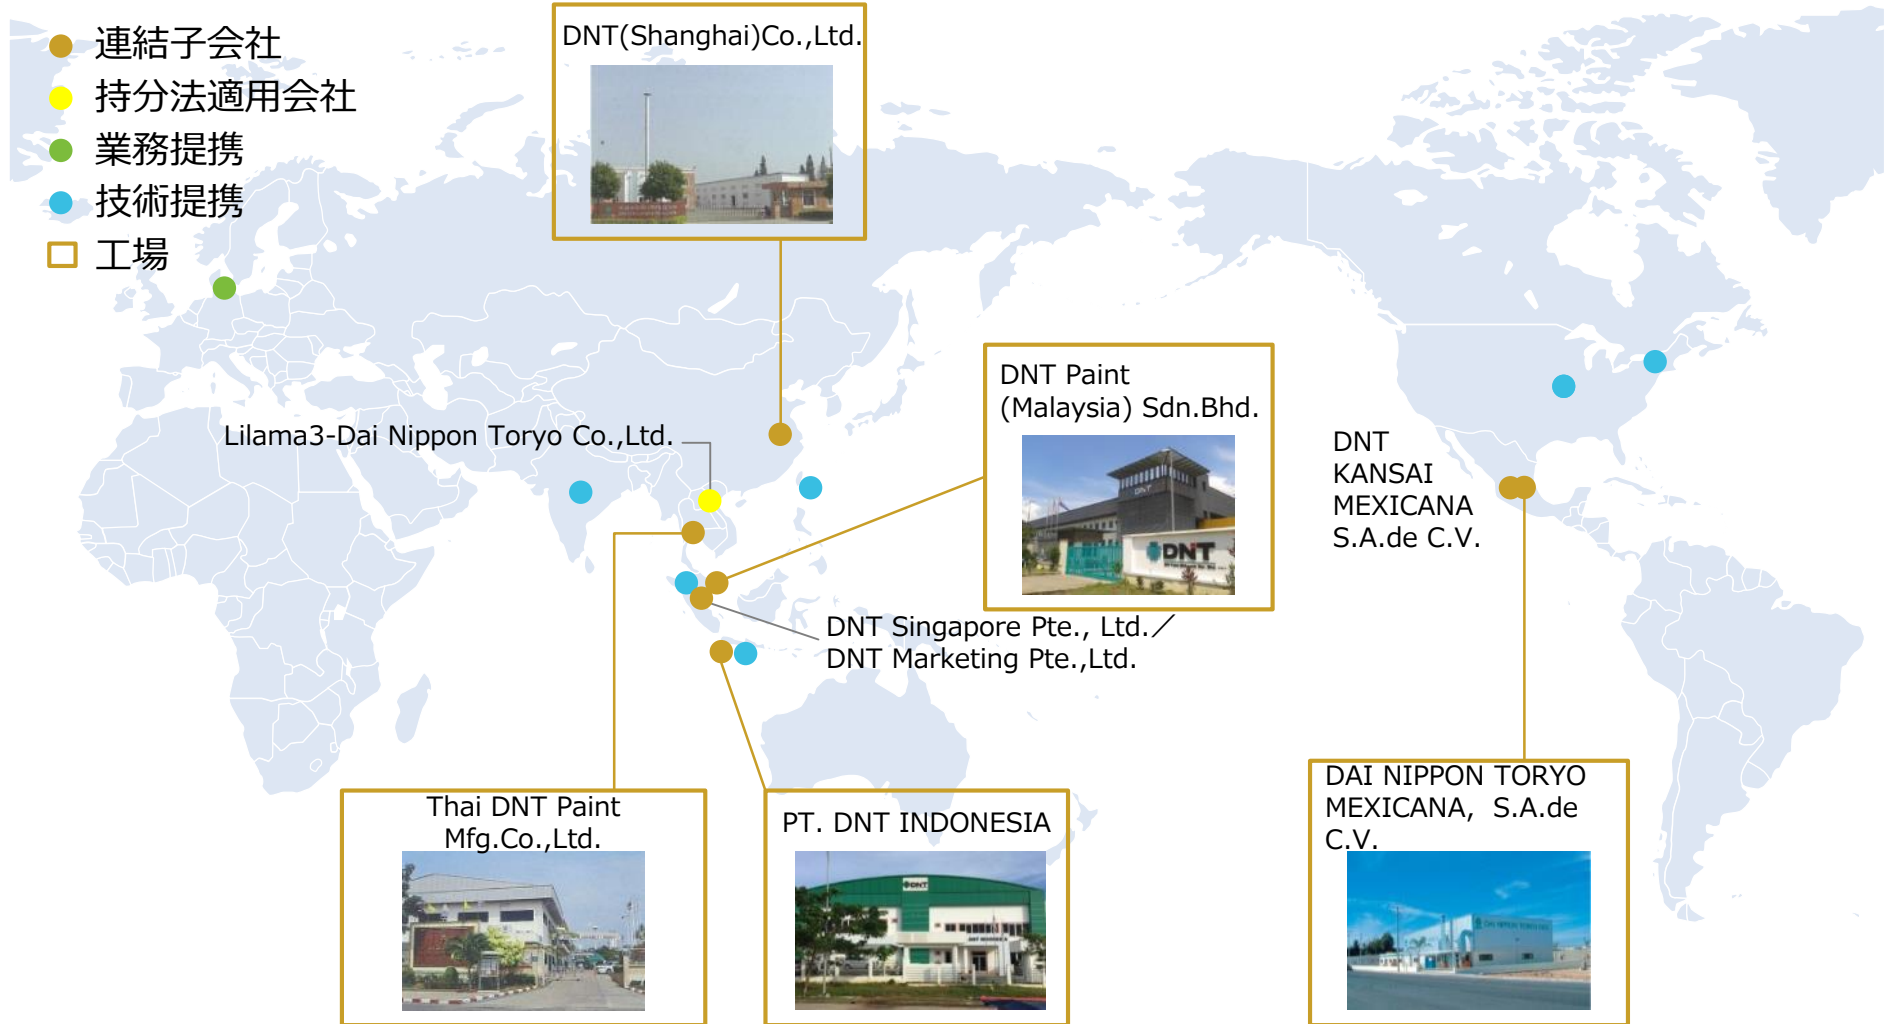 連結子会社
持分法適用会社
業務提携
技術提携
工場
DNT(Shanghai)Co.,Ltd.
Lilama3-Dai Nippon Toryo Co.,Ltd.
DNT Paint
(Malaysia) Sdn.Bhd.
DNT
DNT
DNT
KANSAI
MEXICANA
S.A.de C.V.
DNT Singapore Pte., Ltd.／
DNT Marketing Pte.,Ltd.
Thai DNT Paint
Mfg.Co.,Ltd.
PT. DNT INDONESIA
DNT
DNT INDONESIA
DAI NIPPON TORYO
MEXICANA, S.A.de
C.V.